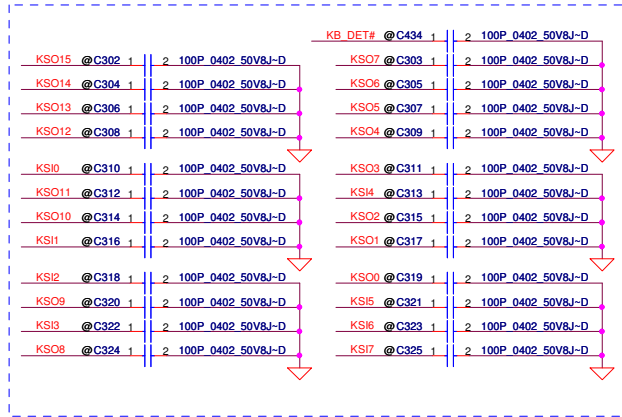 KB_DET# @C434 1 2 100P_0402_50V8J~D
KSO15 @C302 1 2 100P_0402_50V8J~D KSO7 @C303 1 2 100P_0402_50V8J~D
KSO14 @C304 1 2 100P_0402_50V8J~D KSO6 @C305 1 2 100P_0402_50V8J~D
KSO13 @C306 1 2 100P_0402_50V8J~D KSO5 @C307 1 2 100P_0402_50V8J~D
KSO12 @C308 1 2 100P_0402_50V8J~D KSO4 @C309 1 2 100P_0402_50V8J~D
KSI0 @C310 1 2 100P_0402_50V8J~D KSO3 @C311 1 2 100P_0402_50V8J~D
KSO11 @C312 1 2 100P_0402_50V8J~D KSI4 @C313 1 2 100P_0402_50V8J~D
KSO10 @C314 1 2 100P_0402_50V8J~D KSO2 @C315 1 2 100P_0402_50V8J~D
KSI1 @C316 1 2 100P_0402_50V8J~D KSO1 @C317 1 2 100P_0402_50V8J~D
KSI2 @C318 1 2 100P_0402_50V8J~D KSO0 @C319 1 2 100P_0402_50V8J~D
KSO9 @C320 1 2 100P_0402_50V8J~D KSI5 @C321 1 2 100P_0402_50V8J~D
KSI3 @C322 1 2 100P_0402_50V8J~D KSI6 @C323 1 2 100P_0402_50V8J~D
KSO8 @C324 1 2 100P_0402_50V8J~D KSI7 @C325 1 2 100P_0402_50V8J~D